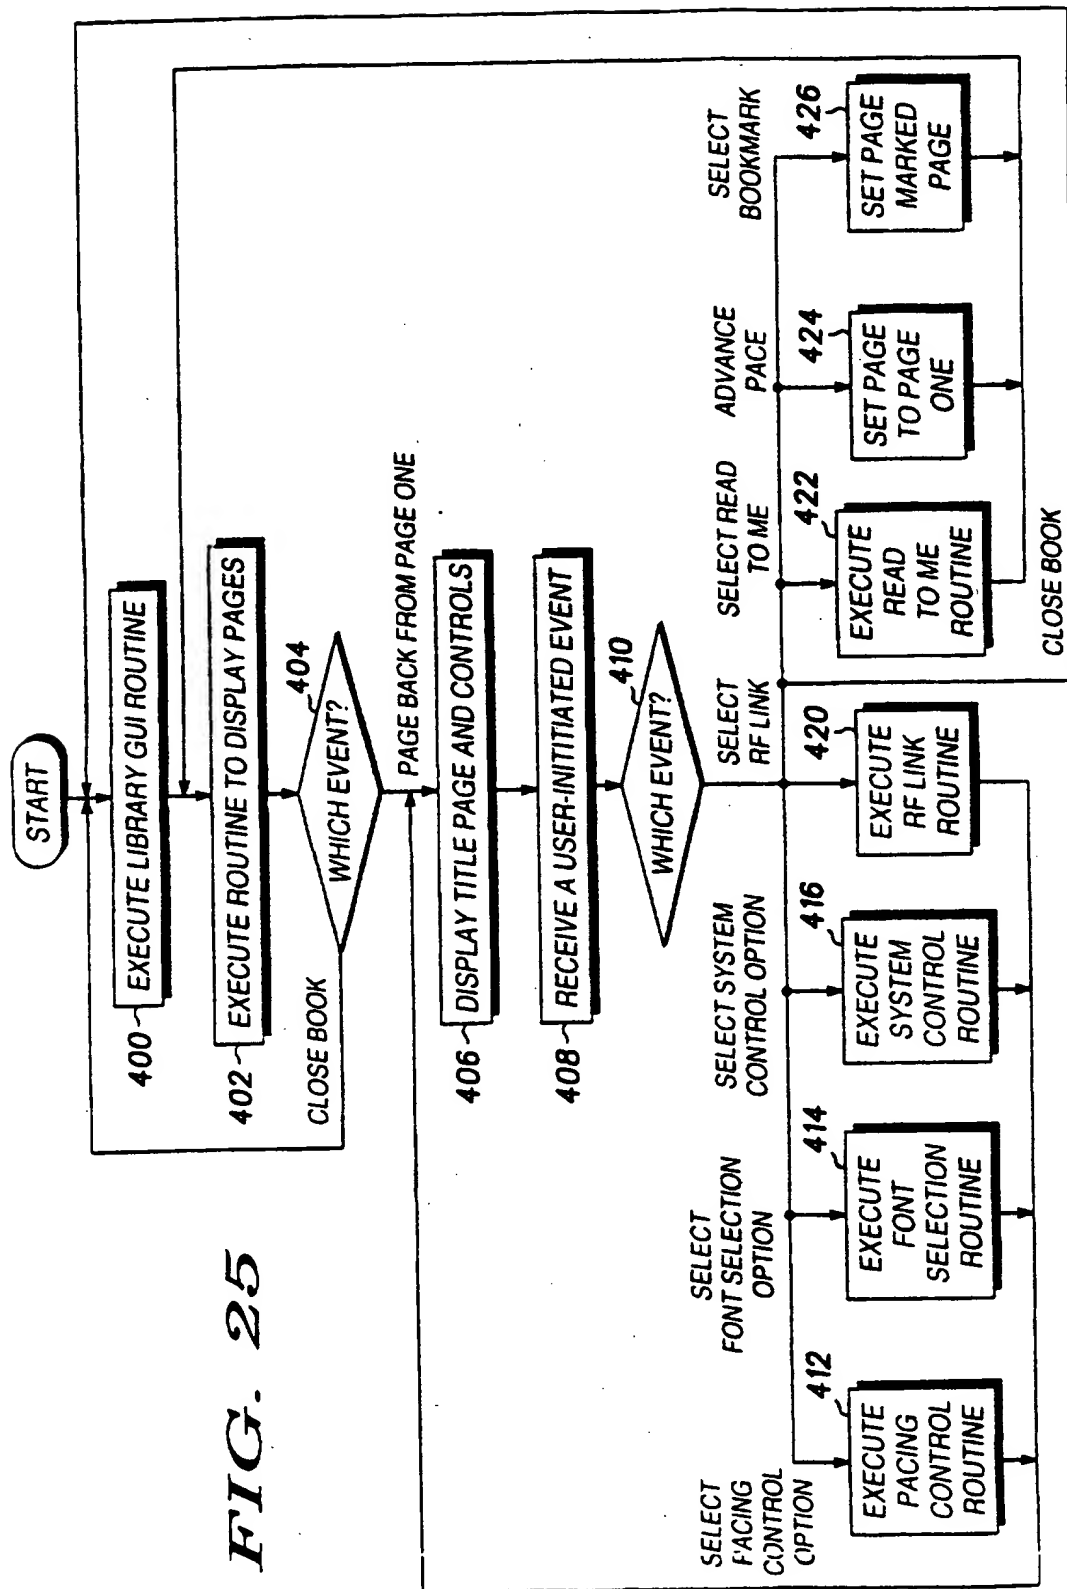 FIG. 25
START
400
EXECUTE LIBRARY GUI ROUTINE
402
EXECUTE ROUTINE TO DISPLAY PAGES
404
WHICH EVENT?
CLOSE BOOK
PAGE BACK FROM PAGE ONE
406
DISPLAY TITLE PAGE AND CONTROLS
408
RECEIVE A USER-INITIATED EVENT
410
WHICH EVENT?
SELECT
PACING
CONTROL
OPTION
412
EXECUTE
PACING
CONTROL
ROUTINE
SELECT
FONT SELECTION
OPTION
414
EXECUTE
FONT
SELECTION
ROUTINE
SELECT SYSTEM
CONTROL OPTION
416
EXECUTE
SYSTEM
CONTROL
ROUTINE
SELECT
RF LINK
420
EXECUTE
RF LINK
ROUTINE
SELECT READ
TO ME
422
EXECUTE
READ
TO ME
ROUTINE
ADVANCE
PACE
424
SET PAGE
TO PAGE
ONE
SELECT
BOOKMARK
426
SET PAGE
MARKED
PAGE
CLOSE BOOK